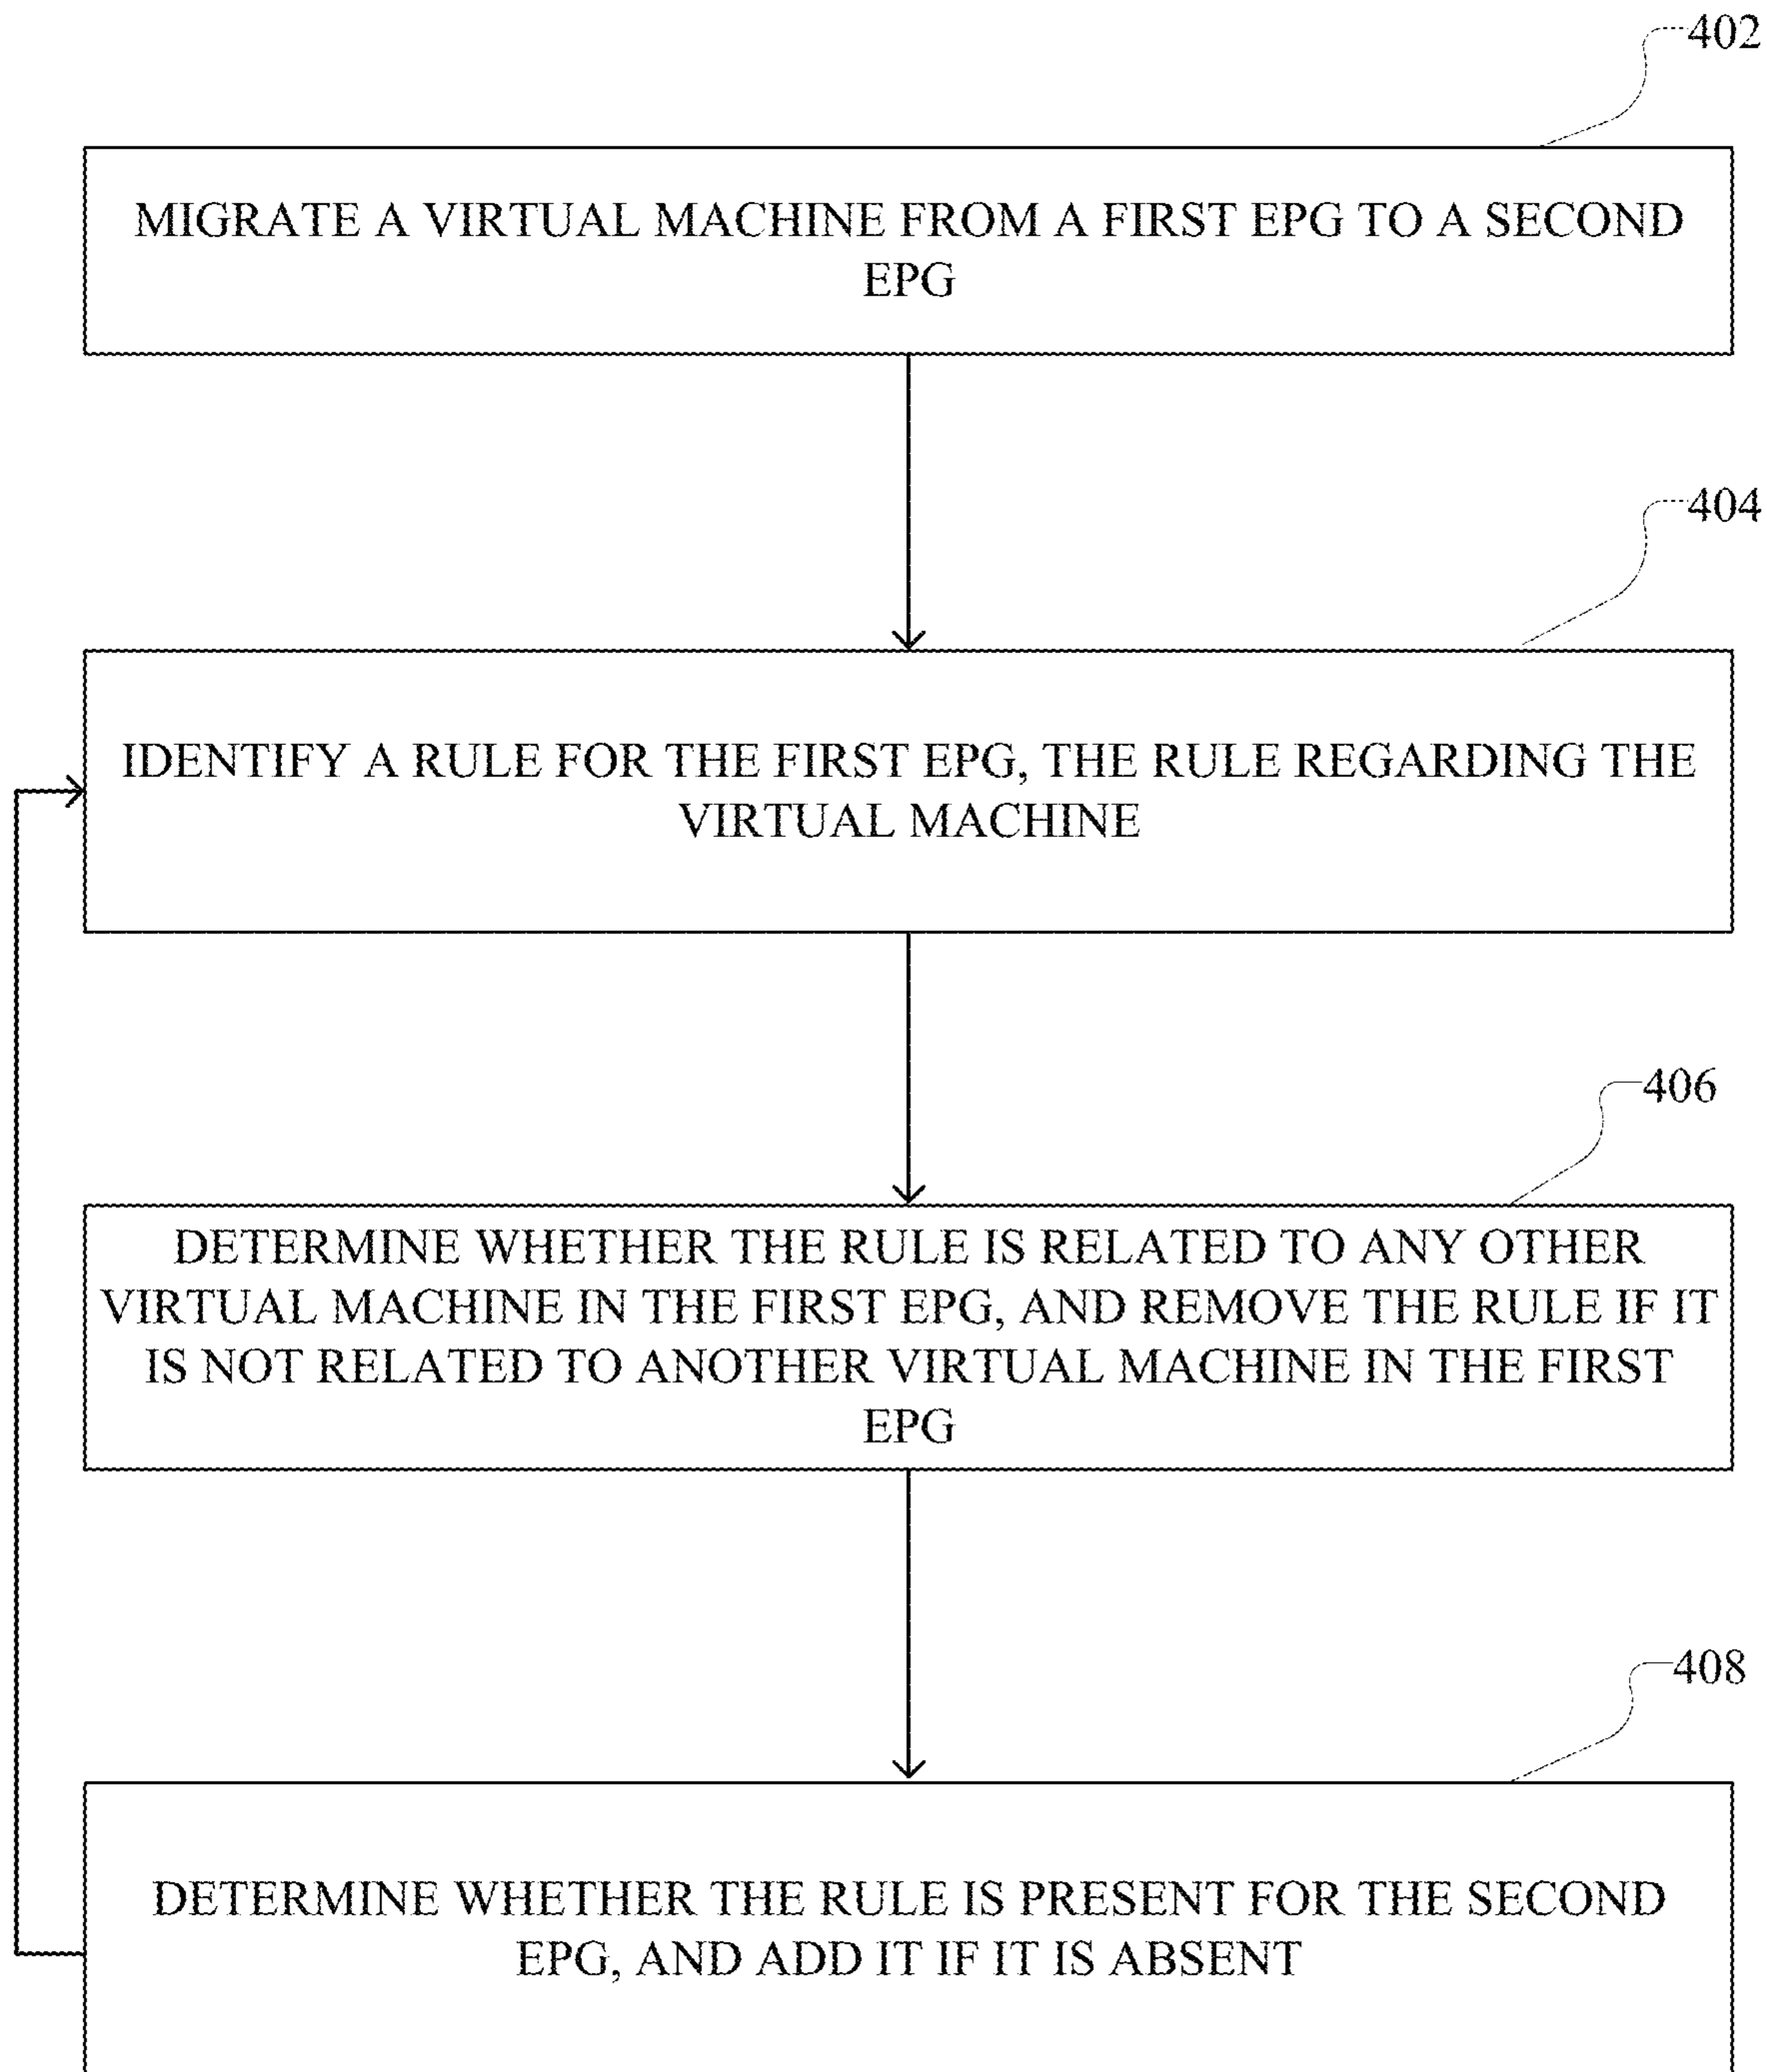 402
MIGRATE A VIRTUAL MACHINE FROM A FIRST EPG TO A SECOND
EPG
404
IDENTIFY A RULE FOR THE FIRST EPG, THE RULE REGARDING THE
VIRTUAL MACHINE
406
DETERMINE WHETHER THE RULE IS RELATED TO ANY OTHER
VIRTUAL MACHINE IN THE FIRST EPG, AND REMOVE THE RULE IF IT
IS NOT RELATED TO ANOTHER VIRTUAL MACHINE IN THE FIRST
EPG
408
DETERMINE WHETHER THE RULE IS PRESENT FOR THE SECOND
EPG, AND ADD IT IF IT IS ABSENT